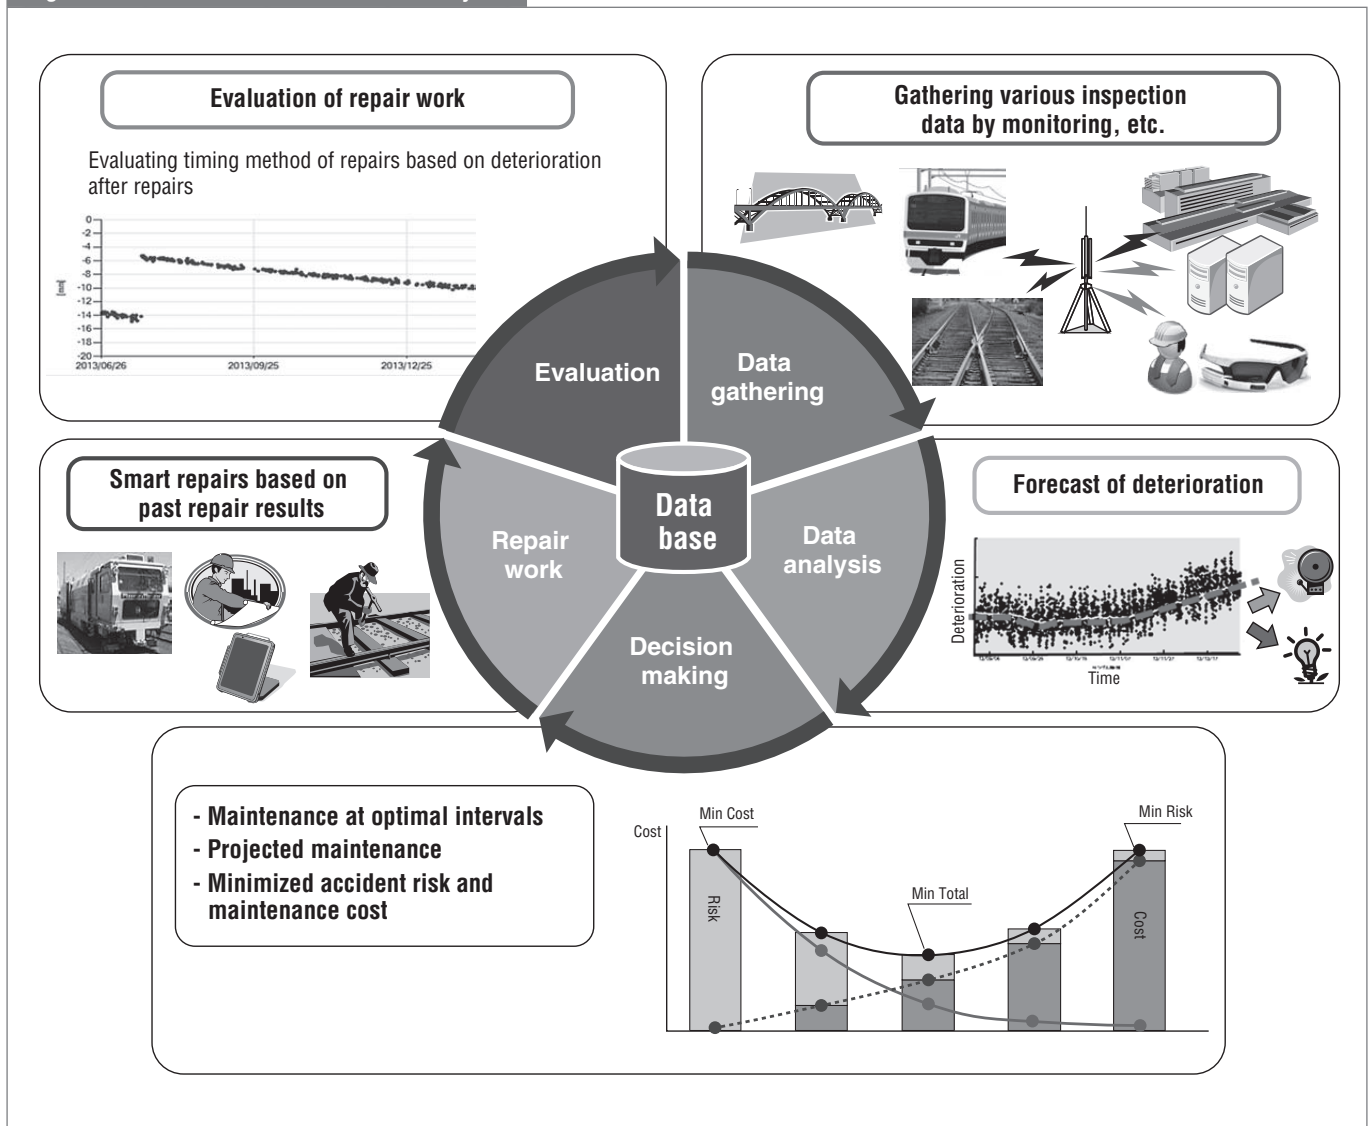 Evaluation of repair work
Evaluating timing method of repairs based on deterioration
after repairs
0
-2
-4
-6
-8
-10
-12
-14
-16
-18
-20
2013/06/26
2013/09/25
2013/12/25
Gathering various inspection
data by monitoring, etc.
Evaluation
Data
gathering
Smart repairs based on
past repair results
Forecast of deterioration
Data
base
Repair
work
Data
analysis
Decision
making
Deterioration
Time
- Maintenance at optimal intervals
- Projected maintenance
- Minimized accident risk and
maintenance cost
Cost
Min Cost
Min Total
Min Risk
Risk
Cost